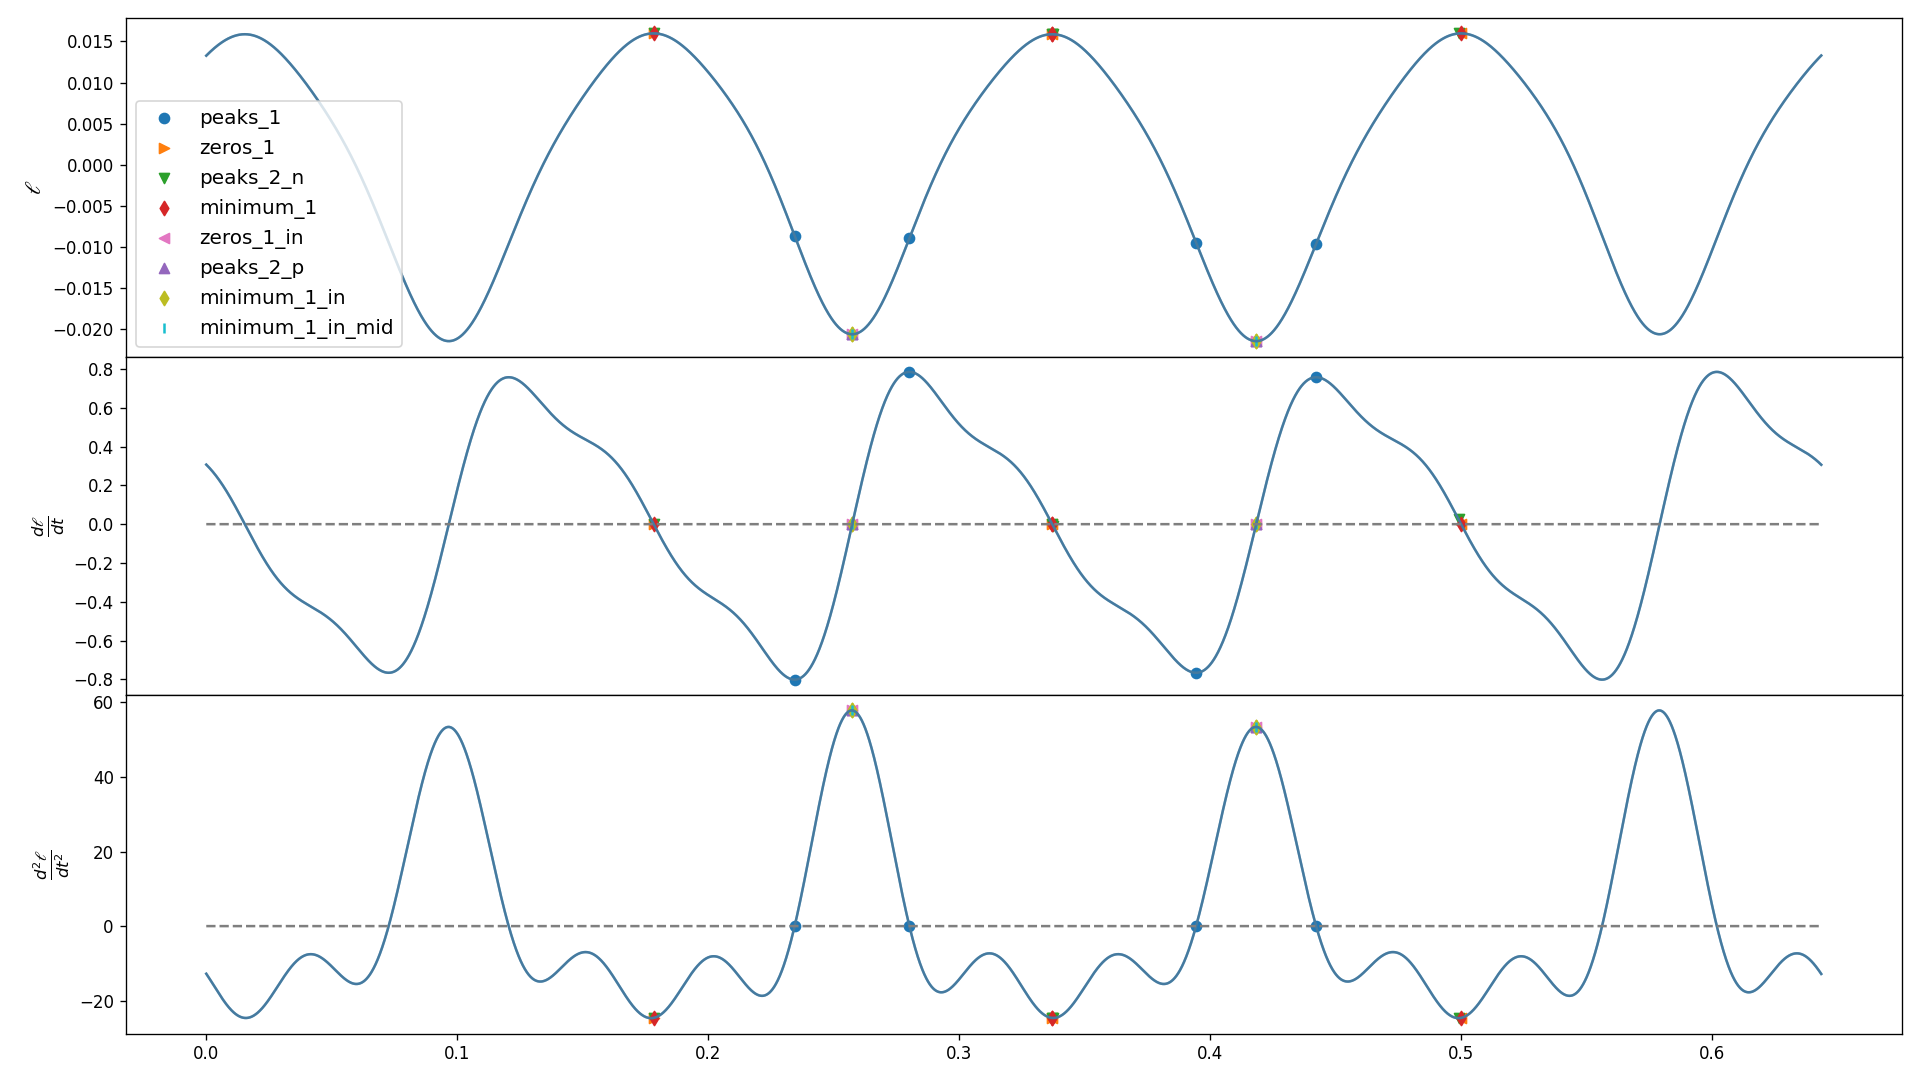 0.015
0.010
0.005
0.000
−0.005
−0.010
−0.015
−0.020
ℓ
peaks_1
zeros_1
peaks_2_n
minimum_1
zeros_1_in
peaks_2_p
minimum_1_in
minimum_1_in_mid
0.8
0.6
0.4
0.2
0.0
−0.2
−0.4
−0.6
−0.8
dℓ
dt
60
40
20
0
−20
d²ℓ
dt²
0.0 0.1 0.2 0.3 0.4 0.5 0.6